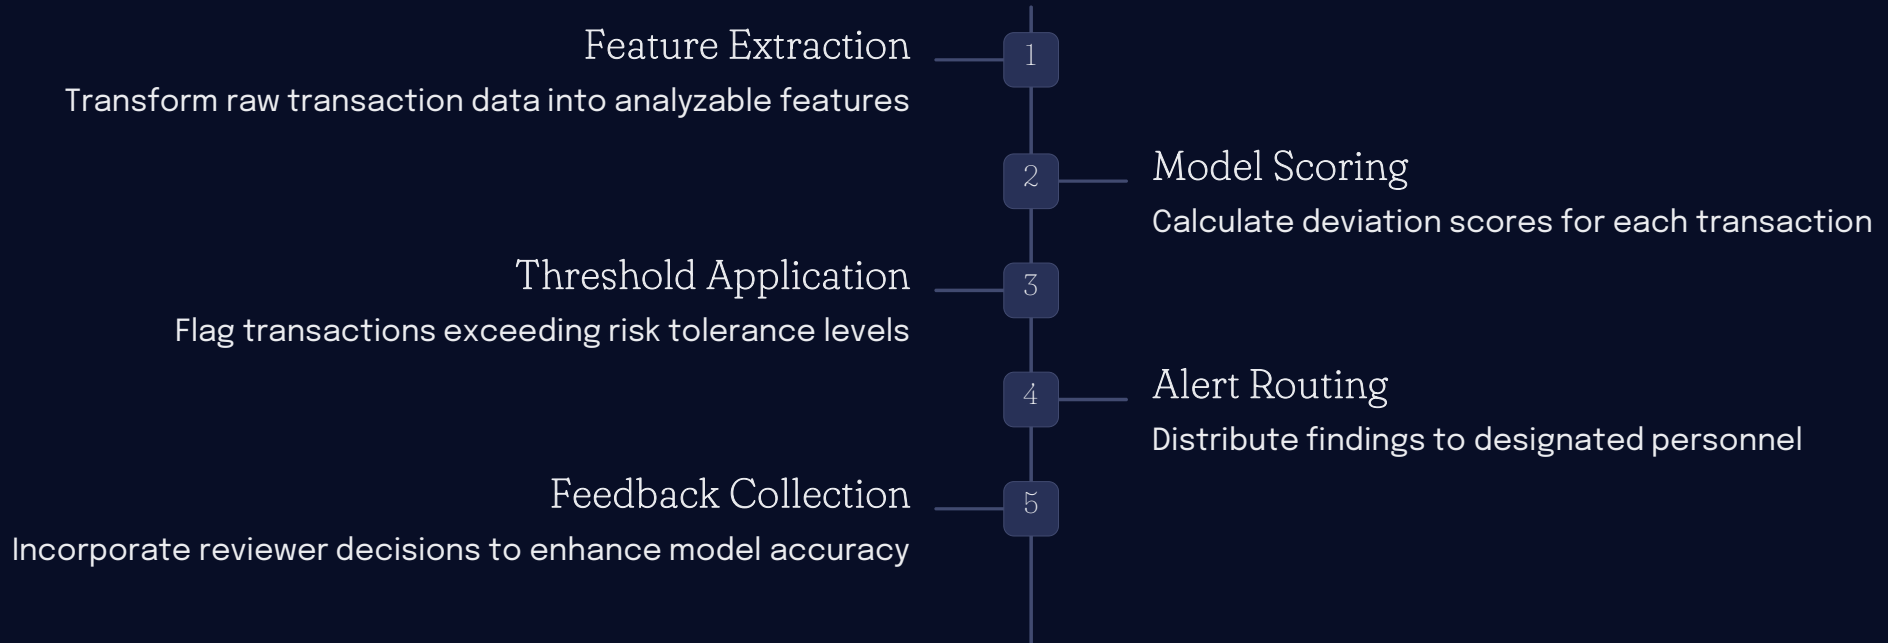 Feature Extraction
1
Transform raw transaction data into analyzable features
2
Model Scoring
Calculate deviation scores for each transaction
Threshold Application
3
Flag transactions exceeding risk tolerance levels
4
Alert Routing
Distribute findings to designated personnel
Feedback Collection
5
Incorporate reviewer decisions to enhance model accuracy